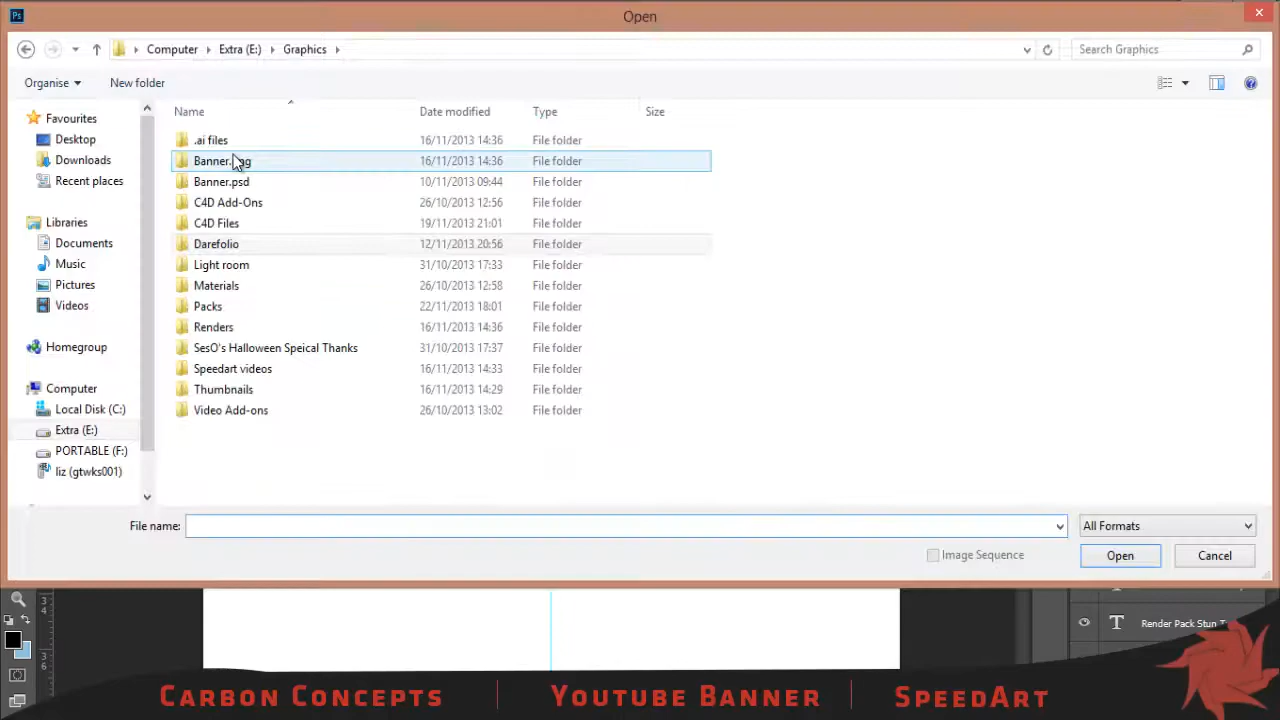 Ps Open
Computer Extra (E:) Graphics Search Graphics
Organise New folder
Name Date modified Type Size
Favourites
Desktop
Downloads
Recent places
Libraries
Documents
Music
Pictures
Videos
Homegroup
Computer
Local Disk (C:)
Extra (E:)
PORTABLE (F:)
liz (gtwks001)
.ai files 16/11/2013 14:36 File folder
16/11/2013 14:36 File folder
Banner.psd 10/11/2013 09:44 File folder
C4D Add-Ons 26/10/2013 12:56 File folder
C4D Files 19/11/2013 21:01 File folder
Darefolio 12/11/2013 20:56 File folder
Light room 31/10/2013 17:33 File folder
Materials 26/10/2013 12:58 File folder
Packs 22/11/2013 18:01 File folder
Renders 16/11/2013 14:36 File folder
SesO's Halloween Speical Thanks 31/10/2013 17:37 File folder
Speedart videos 16/11/2013 14:33 File folder
Thumbnails 16/11/2013 14:29 File folder
Video Add-ons 26/10/2013 13:02 File folder
File name: All Formats
Image Sequence Open Cancel
3
4
3
6
T Render Pack Stun
Carbon Concepts | Youtube Banner | SpeedArt